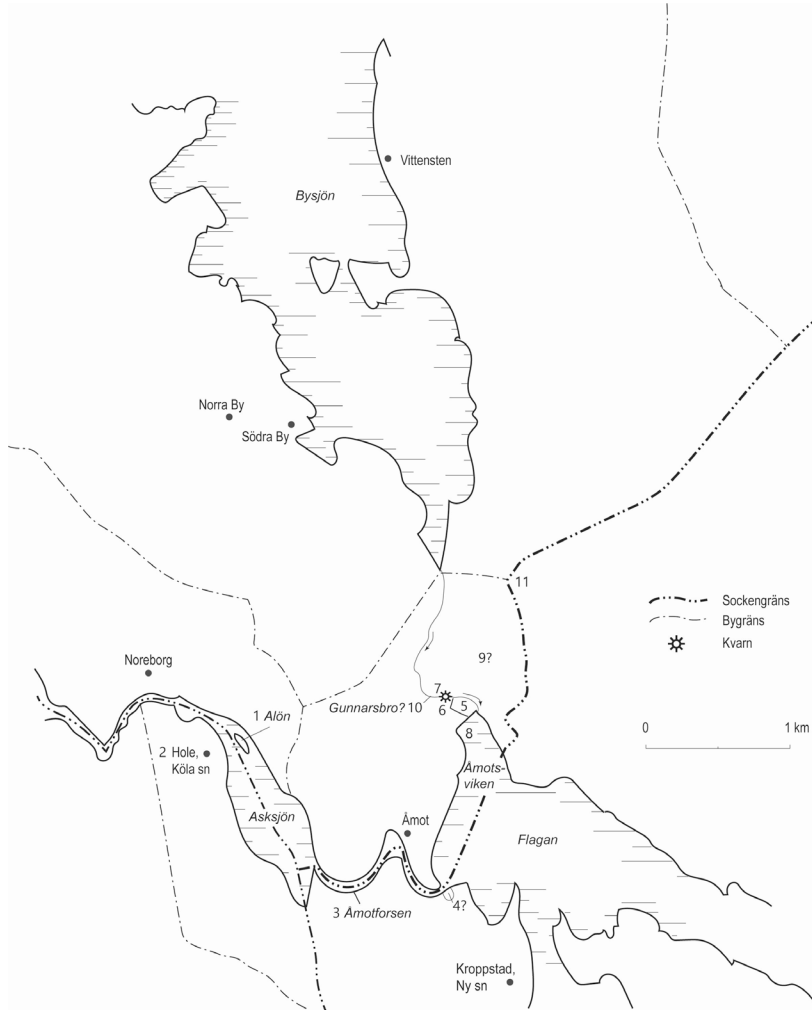 Vittensten
Bysjön
Norra By
Södra By
11
Sockengräns
Bygräns
Kvarn
9?
Noreborg
7
Gunnarsbro? 10
6
5
1 Alön
8
0
1 km
2 Hole,
Köla sn
Åmots-
viken
Asksjön
Åmot
Flagan
3 Åmotforsen
4?
Kroppstad,
Ny sn